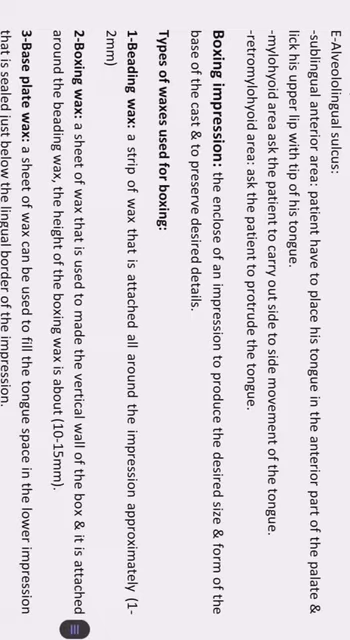 E-Alveololingual sulcus:
-sublingual anterior area: patient have to place his tongue in the anterior part of the palate &
lick his upper lip with tip of his tongue.
-mylohyoid area ask the patient to carry out side to side movement of the tongue.
-retromylohyoid area: ask the patient to protrude the tongue.
Boxing impression: the enclose of an impression to produce the desired size & form of the
base of the cast & to preserve desired details.
Types of waxes used for boxing:
1-Beading wax: a strip of wax that is attached all around the impression approximately (1-
2mm)
2-Boxing wax: a sheet of wax that is used to made the vertical wall of the box & it is attached
around the beading wax, the height of the boxing wax is about (10-15mm).
3-Base plate wax: a sheet of wax can be used to fill the tongue space in the lower impression
that is sealed just below the lingual border of the impression.